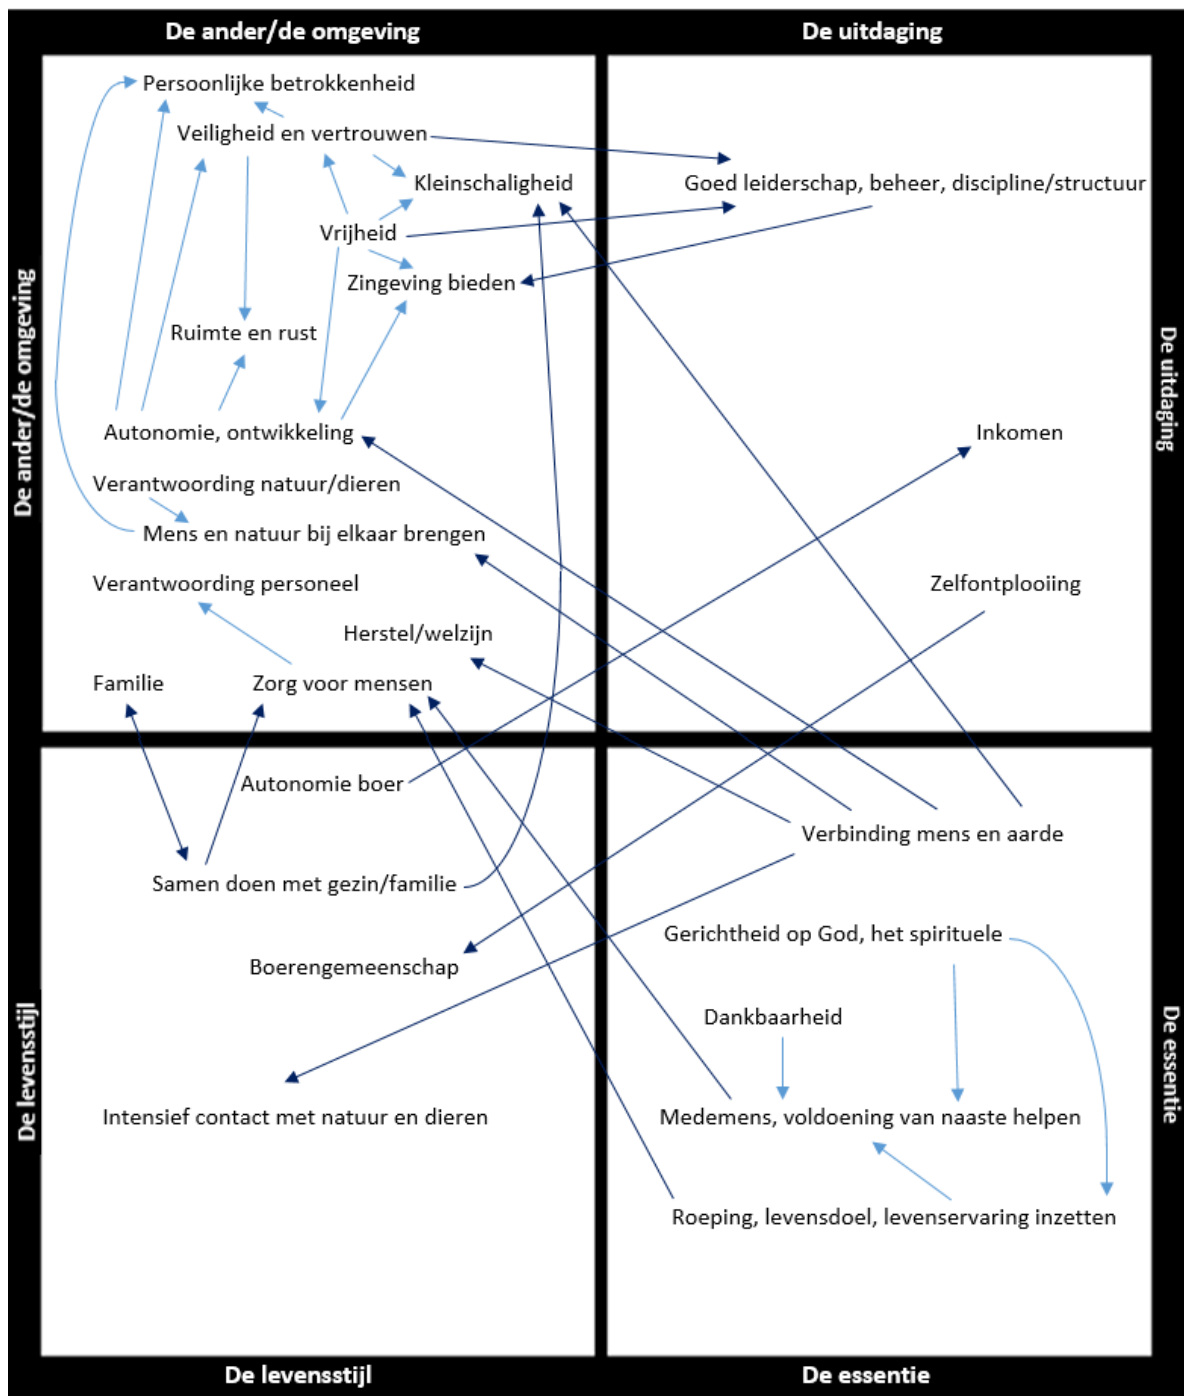 De ander/de omgeving
De uitdaging
De ander/de omgeving
Persoonlijke betrokkenheid
Veiligheid en vertrouwen
Kleinschaligheid
Vrijheid
Zingeving bieden
Ruimte en rust
Autonomie, ontwikkeling
Verantwoording natuur/dieren
Mens en natuur bij elkaar brengen
Verantwoording personeel
Herstel/welzijn
Familie
Zorg voor mensen
Goed leiderschap, beheer, discipline/structuur
Inkomen
Zelfontplooiing
De uitdaging
De levensstijl
Autonomie boer
Samen doen met gezin/familie
Boerengemeenschap
Intensief contact met natuur en dieren
Verbinding mens en aarde
Gerichtheid op God, het spirituele
Dankbaarheid
Medemens, voldoening van naaste helpen
Roeping, levensdoel, levenservaring inzetten
De essentie
De levensstijl
De essentie